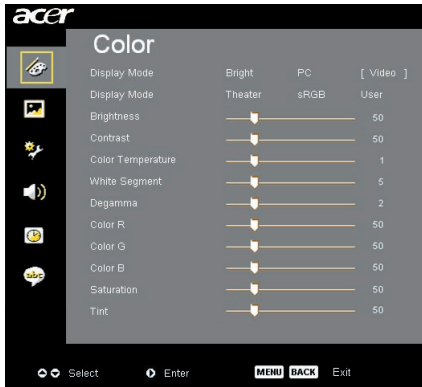 acer
Color
Display Mode Bright PC [ Video ]
Display Mode Theater sRGB User
Brightness 50
Contrast 50
Color Temperature 1
White Segment 5
Degamma 2
Color R 50
Color G 50
Color B 50
Saturation 50
Tint 50
abc
Select Enter MENU BACK Exit